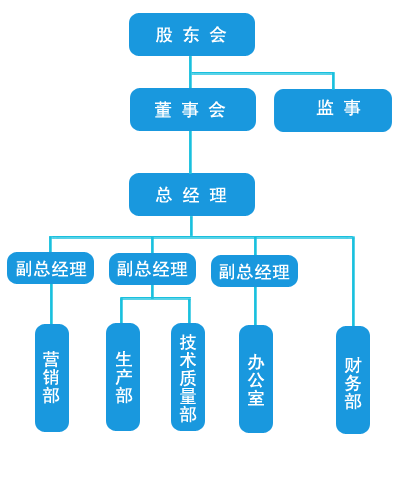 股东会
董事会
监事
总经理
副总经理
副总经理
副总经理
营销部
生产部
技术质量部
办公室
财务部